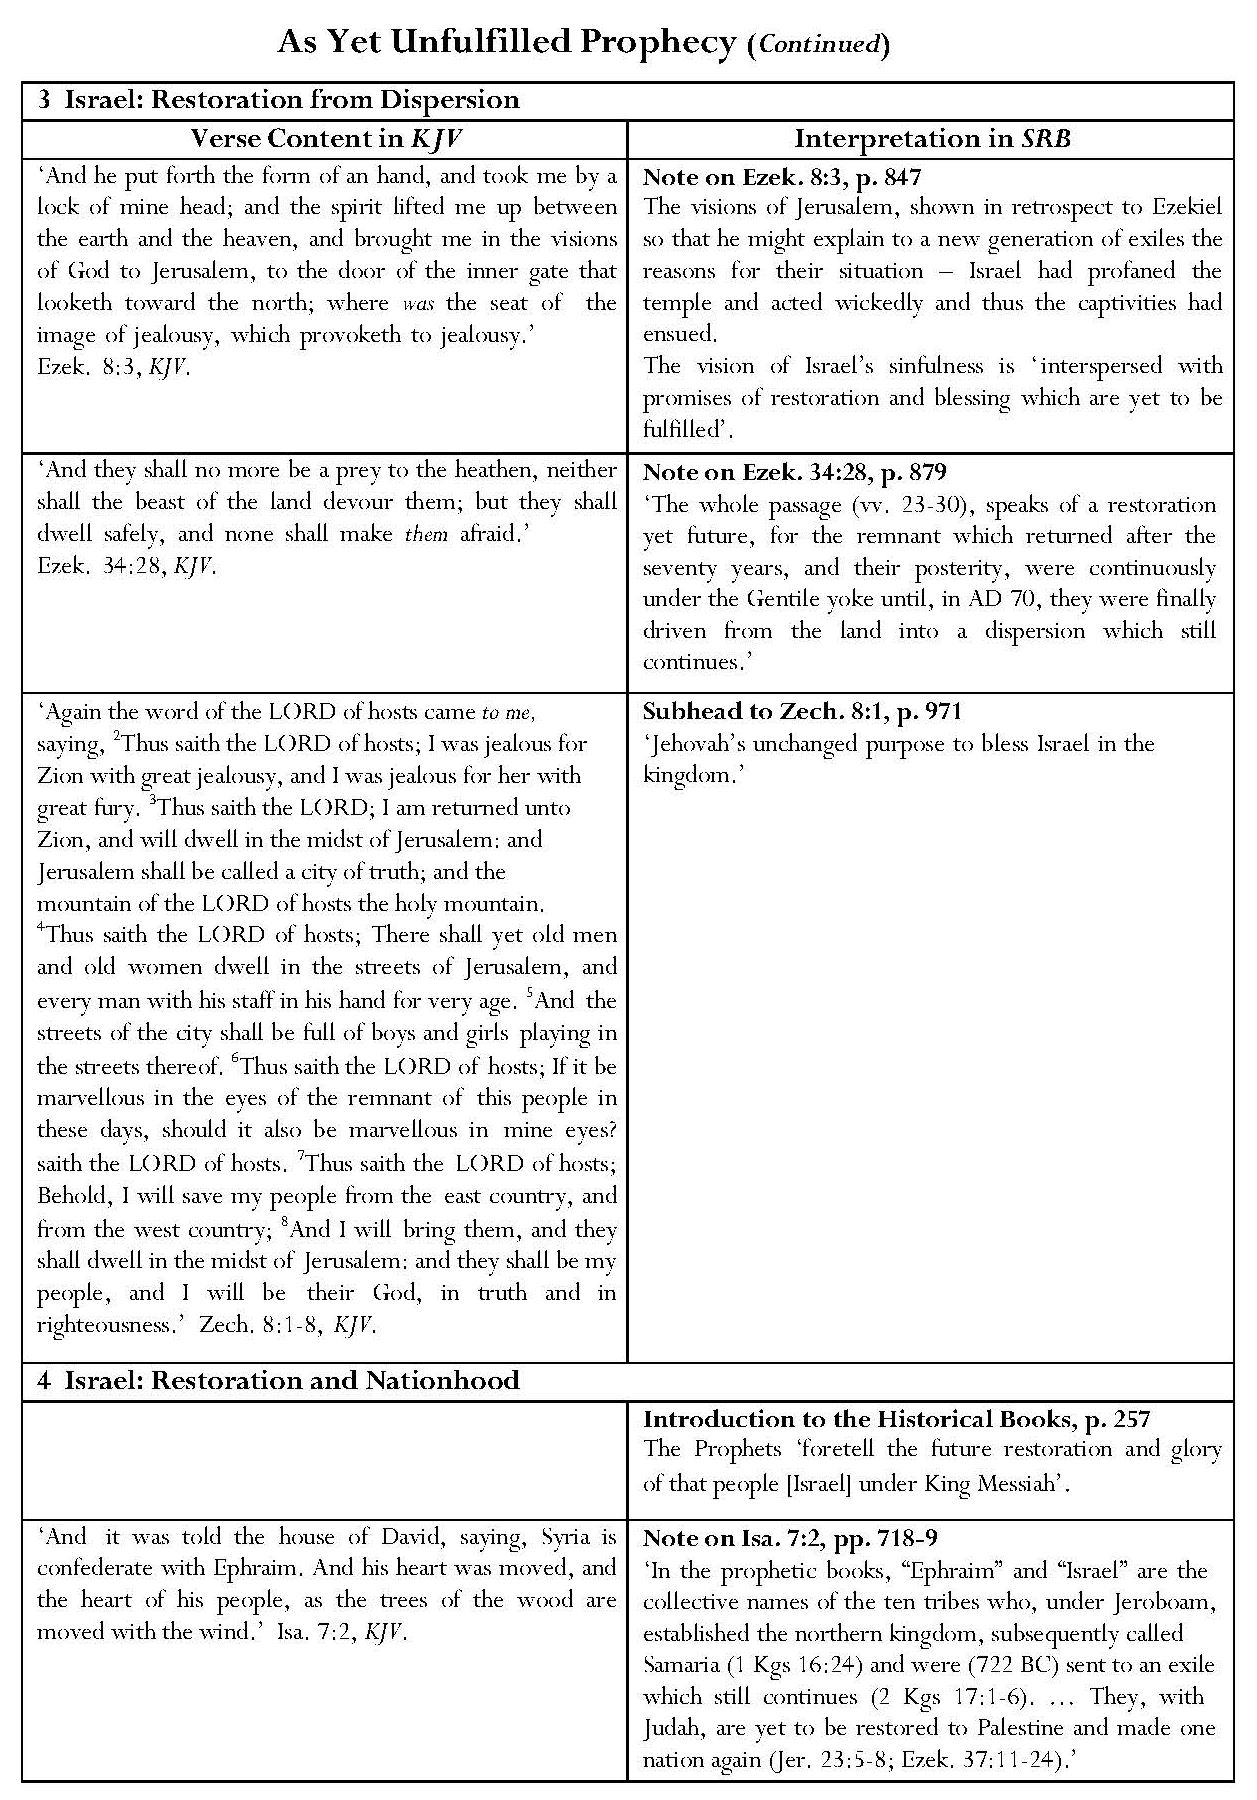 As Yet Unfulfilled Prophecy (Continued)
3 Israel: Restoration from Dispersion
Verse Content in KJV
Interpretation in SRB
‘And he put forth the form of an hand, and took me by a
lock of mine head; and the spirit lifted me up between
the earth and the heaven, and brought me in the visions
of God to Jerusalem, to the door of the inner gate that
looketh toward the north; where was the seat of the
image of jealousy, which provoketh to jealousy.’
Ezek. 8:3, KJV.
Note on Ezek. 8:3, p. 847
The visions of Jerusalem, shown in retrospect to Ezekiel
so that he might explain to a new generation of exiles the
reasons for their situation – Israel had profaned the
temple and acted wickedly and thus the captivities had
ensued.
The vision of Israel’s sinfulness is ‘interspersed with
promises of restoration and blessing which are yet to be
fulfilled’.
‘And they shall no more be a prey to the heathen, neither
shall the beast of the land devour them; but they shall
dwell safely, and none shall make them afraid.’
Ezek. 34:28, KJV.
Note on Ezek. 34:28, p. 879
‘The whole passage (vv. 23-30), speaks of a restoration
yet future, for the remnant which returned after the
seventy years, and their posterity, were continuously
under the Gentile yoke until, in AD 70, they were finally
driven from the land into a dispersion which still
continues.’
‘Again the word of the LORD of hosts came to me,
saying, ²Thus saith the LORD of hosts; I was jealous for
Zion with great jealousy, and I was jealous for her with
great fury. ³Thus saith the LORD; I am returned unto
Zion, and will dwell in the midst of Jerusalem: and
Jerusalem shall be called a city of truth; and the
mountain of the LORD of hosts the holy mountain.
⁴Thus saith the LORD of hosts; There shall yet old men
and old women dwell in the streets of Jerusalem, and
every man with his staff in his hand for very age. ⁵And the
streets of the city shall be full of boys and girls playing in
the streets thereof. ⁶Thus saith the LORD of hosts; If it be
marvellous in the eyes of the remnant of this people in
these days, should it also be marvellous in mine eyes?
saith the LORD of hosts. ⁷Thus saith the LORD of hosts;
Behold, I will save my people from the east country, and
from the west country; ⁸And I will bring them, and they
shall dwell in the midst of Jerusalem: and they shall be my
people, and I will be their God, in truth and in
righteousness.’ Zech. 8:1-8, KJV.
Subhead to Zech. 8:1, p. 971
‘Jehovah’s unchanged purpose to bless Israel in the
kingdom.’
4 Israel: Restoration and Nationhood
Introduction to the Historical Books, p. 257
The Prophets ‘foretell the future restoration and glory
of that people [Israel] under King Messiah’.
‘And it was told the house of David, saying, Syria is
confederate with Ephraim. And his heart was moved, and
the heart of his people, as the trees of the wood are
moved with the wind.’ Isa. 7:2, KJV.
Note on Isa. 7:2, pp. 718-9
‘In the prophetic books, “Ephraim” and “Israel” are the
collective names of the ten tribes who, under Jeroboam,
established the northern kingdom, subsequently called
Samaria (1 Kgs 16:24) and were (722 BC) sent to an exile
which still continues (2 Kgs 17:1-6). … They, with
Judah, are yet to be restored to Palestine and made one
nation again (Jer. 23:5-8; Ezek. 37:11-24).’